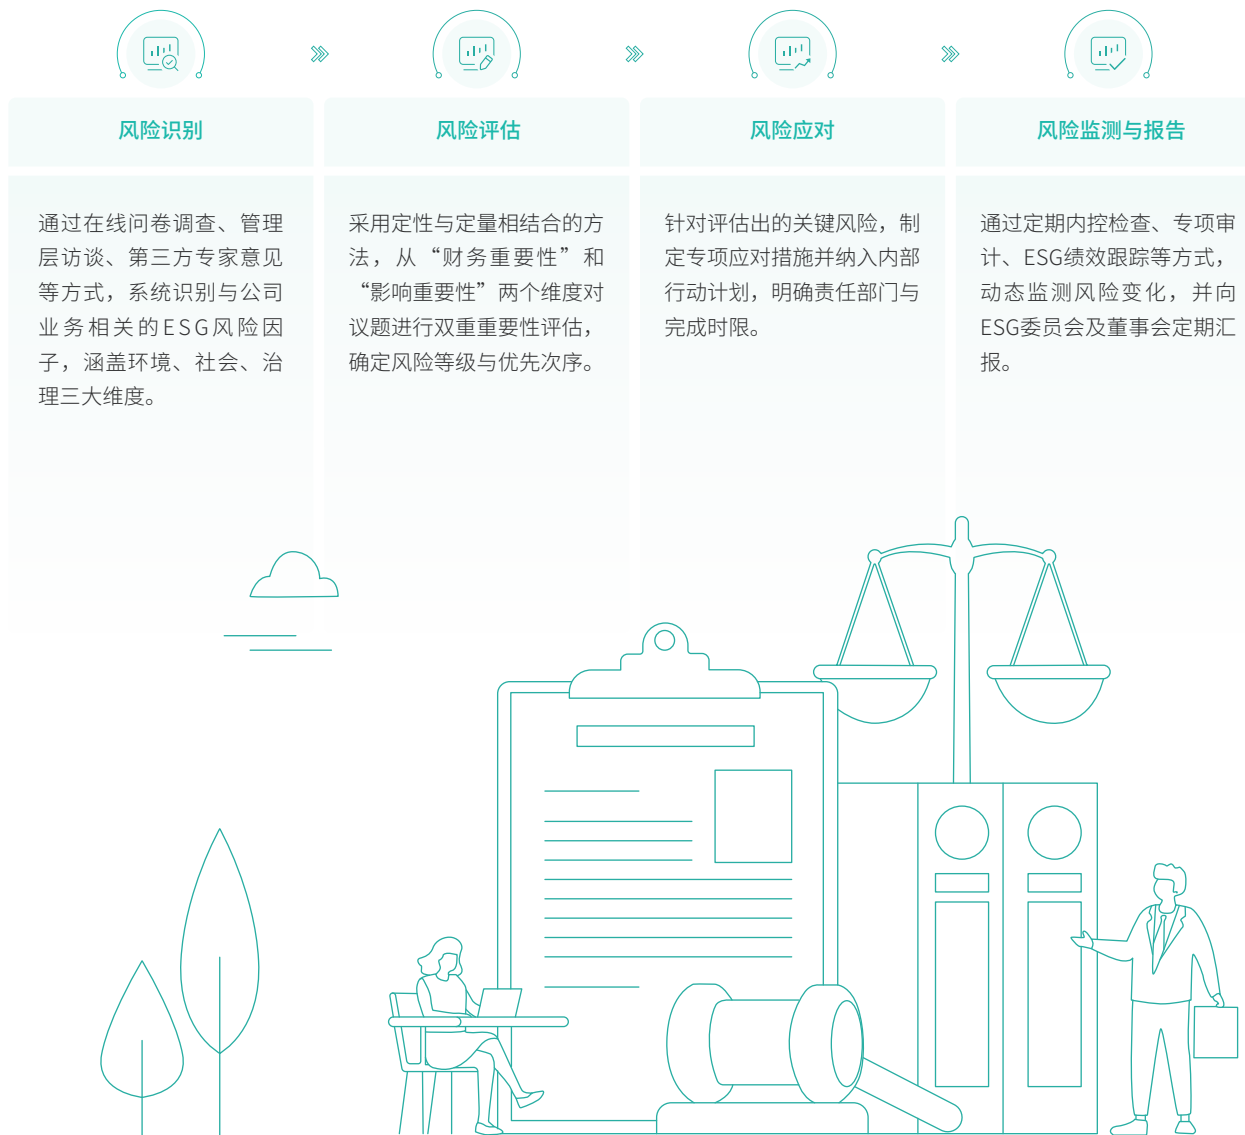 风险识别
通过在线问卷调查、管理
层访谈、第三方专家意见
等方式，系统识别与公司
业务相关的ESG风险因
子，涵盖环境、社会、治
理三大维度。
风险评估
采用定性与定量相结合的方
法，从“财务重要性”和
“影响重要性”两个维度对
议题进行双重重要性评估，
确定风险等级与优先次序。
风险应对
针对评估出的关键风险，制
定专项应对措施并纳入内部
行动计划，明确责任部门与
完成时限。
风险监测与报告
通过定期内控检查、专项审
计、ESG绩效跟踪等方式，
动态监测风险变化，并向
ESG委员会及董事会定期汇
报。